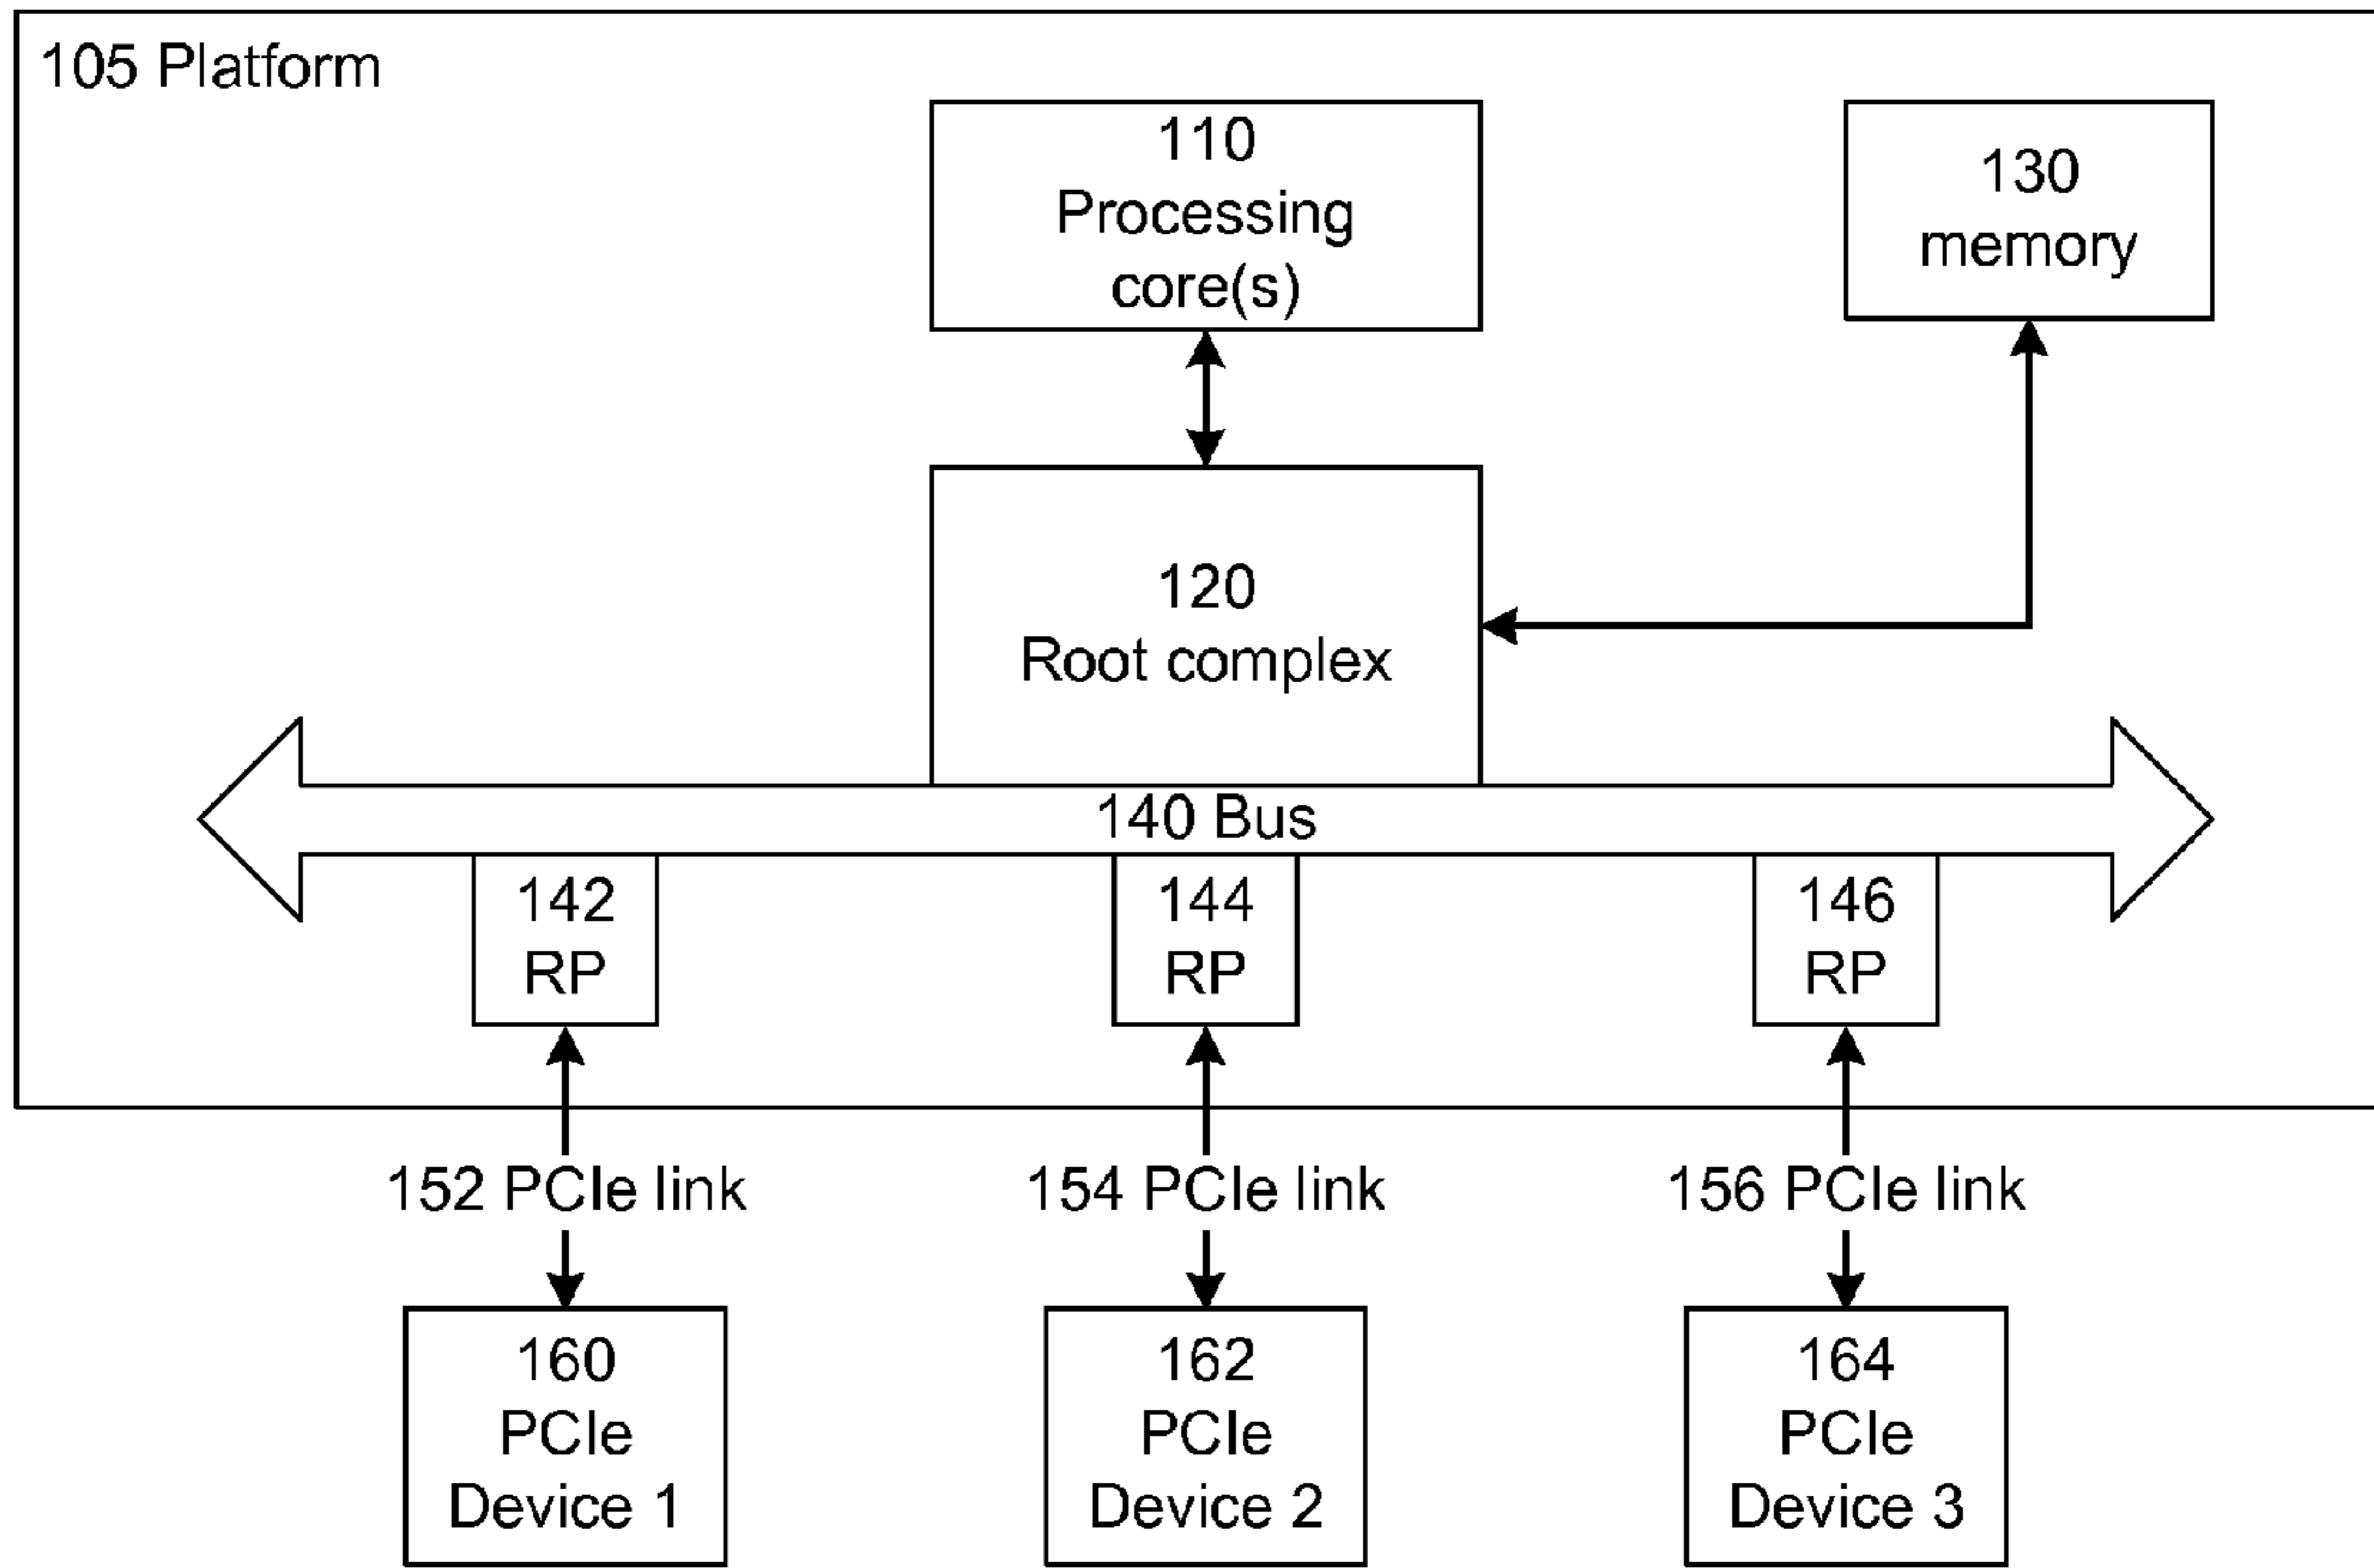 105 Platform
110
Processing
core(s)
130
memory
120
Root complex
140 Bus
142
RP
144
RP
146
RP
152 PCIe link
154 PCIe link
156 PCIe link
160
PCIe
Device 1
162
PCIe
Device 2
164
PCIe
Device 3